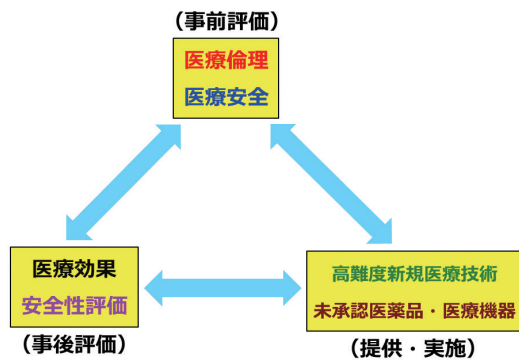 (事前評価)
医療倫理
医療安全
医療効果
安全性評価
(事後評価)
高難度新規医療技術
未承認医薬品・医療機器
(提供・実施)